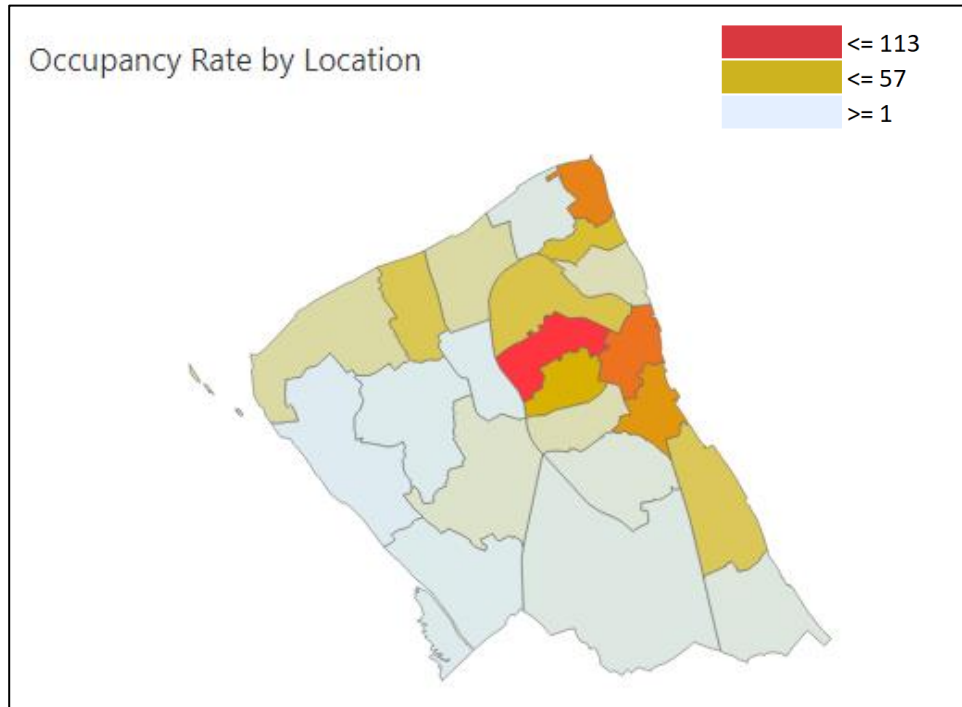 Occupancy Rate by Location
<= 113
<= 57
>= 1